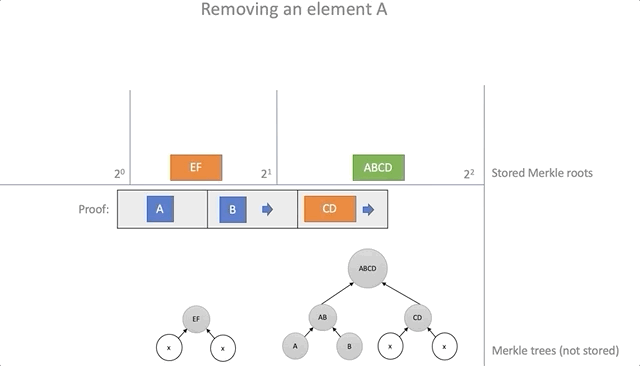 Removing an element A
EF
ABCD
2⁰
2¹
2²
Stored Merkle roots
Proof:
A
B
CD
ABCD
EF
AB
CD
x
x
A
B
x
x
Merkle trees (not stored)